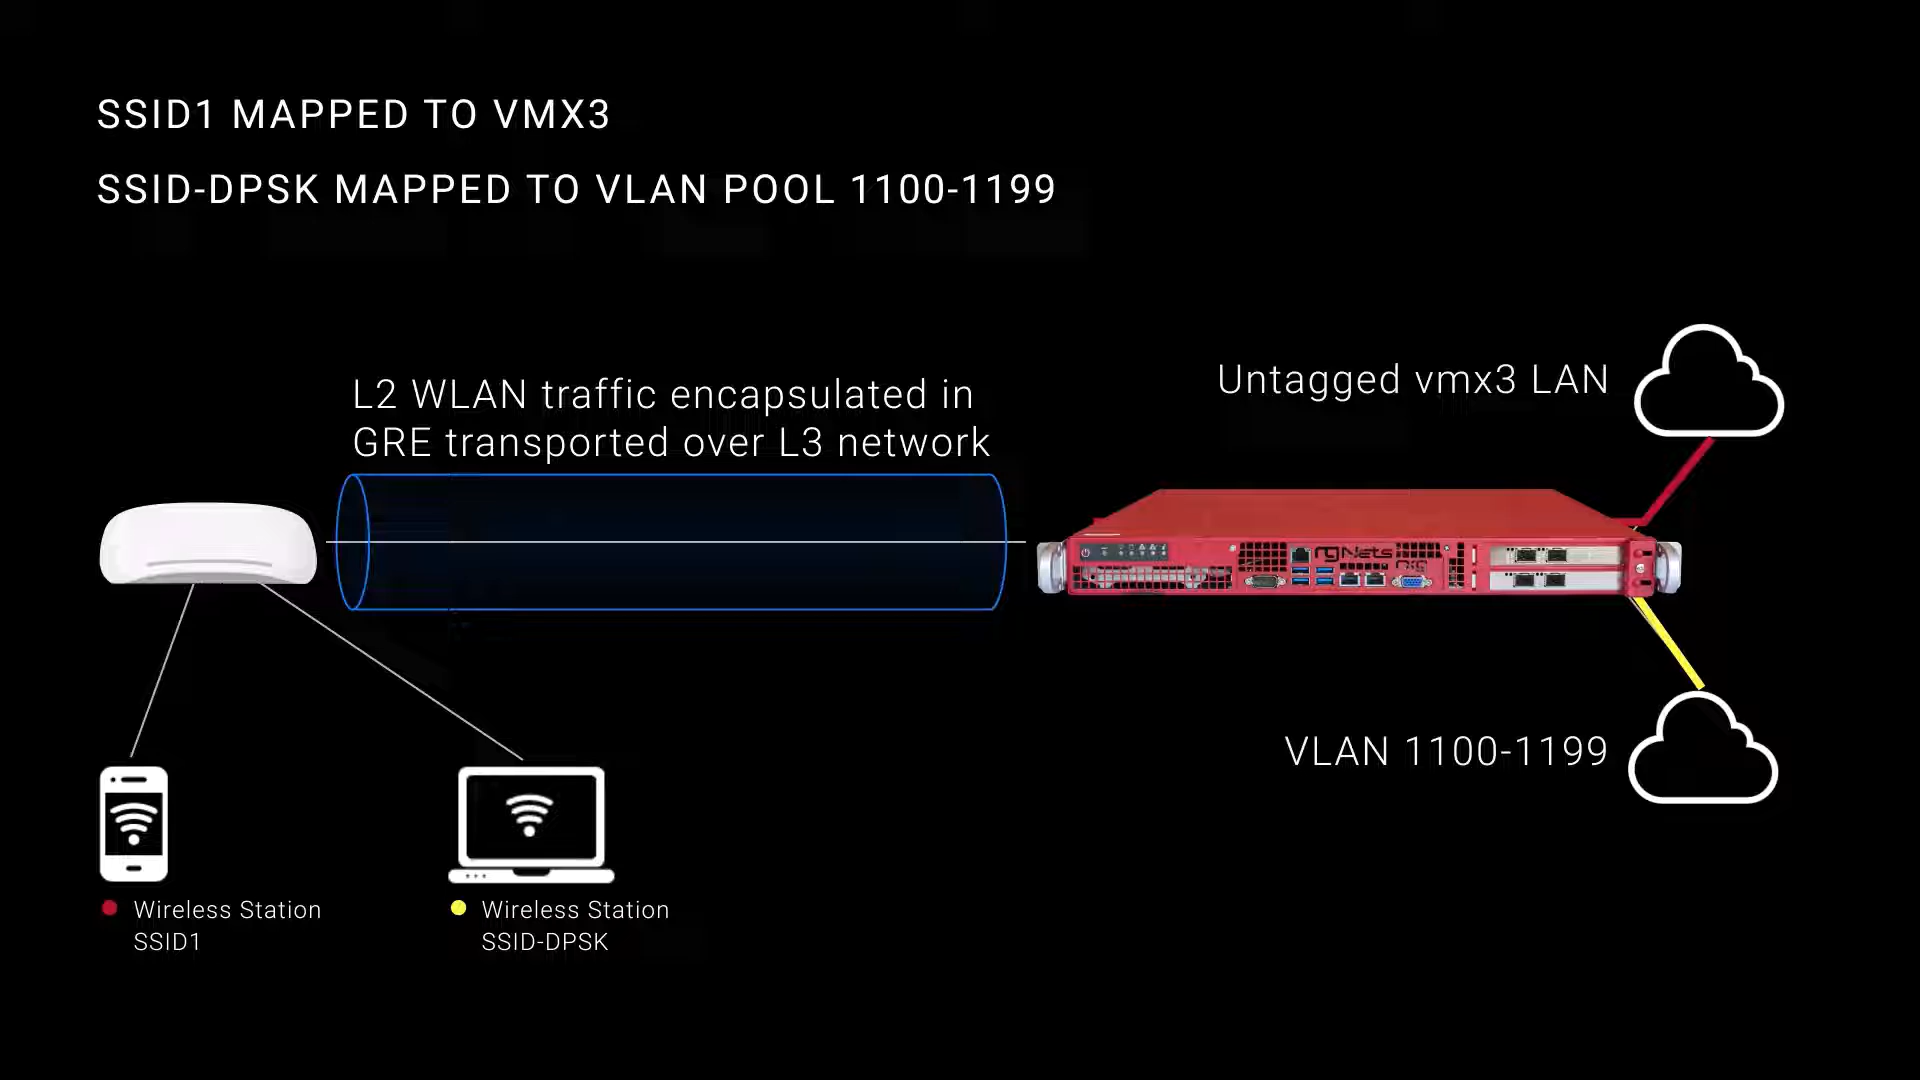 SSID1 MAPPED TO VMX3
SSID-DPSK MAPPED TO VLAN POOL 1100-1199
L2 WLAN traffic encapsulated in
GRE transported over L3 network
Untagged vmx3 LAN
rgNets
VLAN 1100-1199
Wireless Station
SSID1
Wireless Station
SSID-DPSK